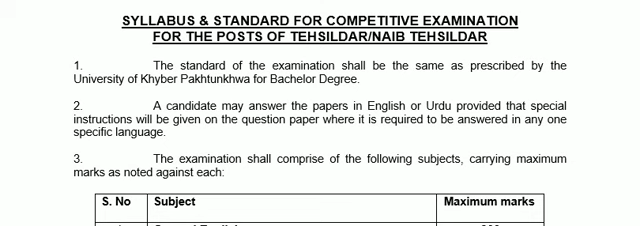 SYLLABUS & STANDARD FOR COMPETITIVE EXAMINATION
FOR THE POSTS OF TEHSILDAR/NAIB TEHSILDAR
1. The standard of the examination shall be the same as prescribed by the
University of Khyber Pakhtunkhwa for Bachelor Degree.
2. A candidate may answer the papers in English or Urdu provided that special
instructions will be given on the question paper where it is required to be answered in any one
specific language.
3. The examination shall comprise of the following subjects, carrying maximum
marks as noted against each:
S. No Subject Maximum marks